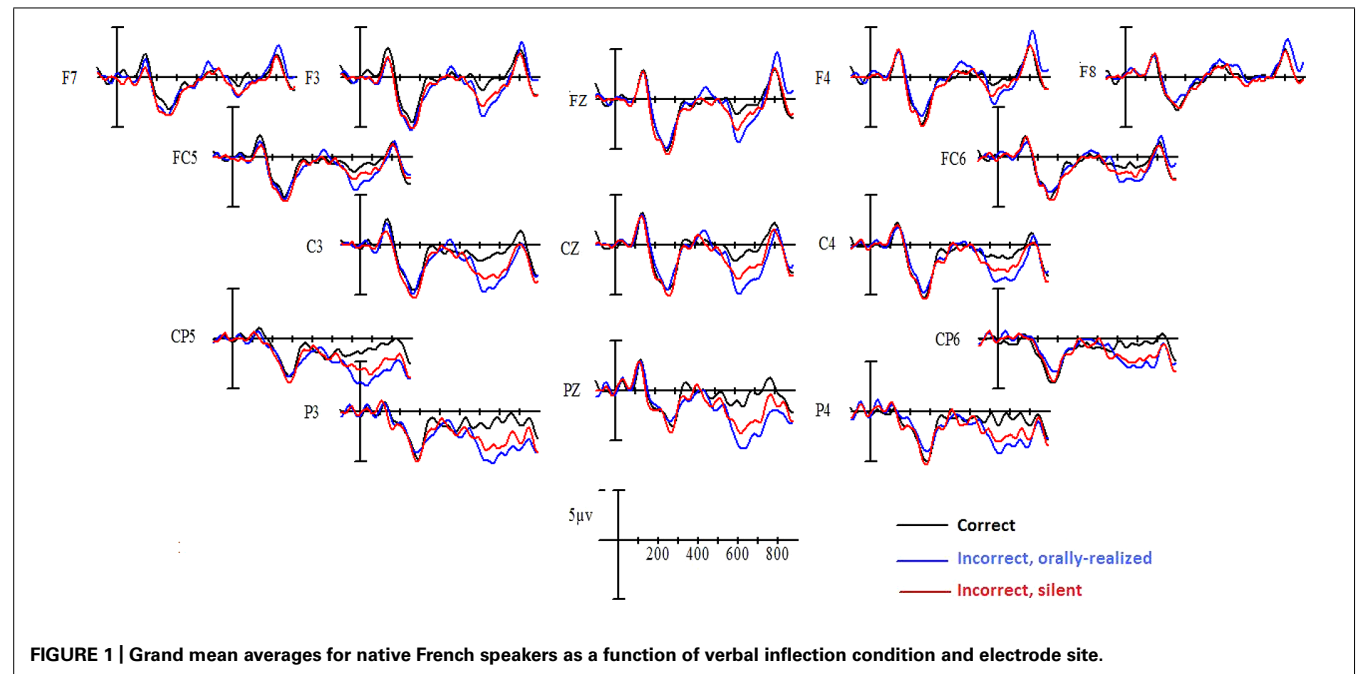 F7
F3
FZ
F4
F8
FC5
FC6
C3
CZ
C4
CP5
CP6
P3
PZ
P4
5μv
200 400 600 800
Correct
Incorrect, orally-realized
Incorrect, silent
FIGURE 1 | Grand mean averages for native French speakers as a function of verbal inflection condition and electrode site.